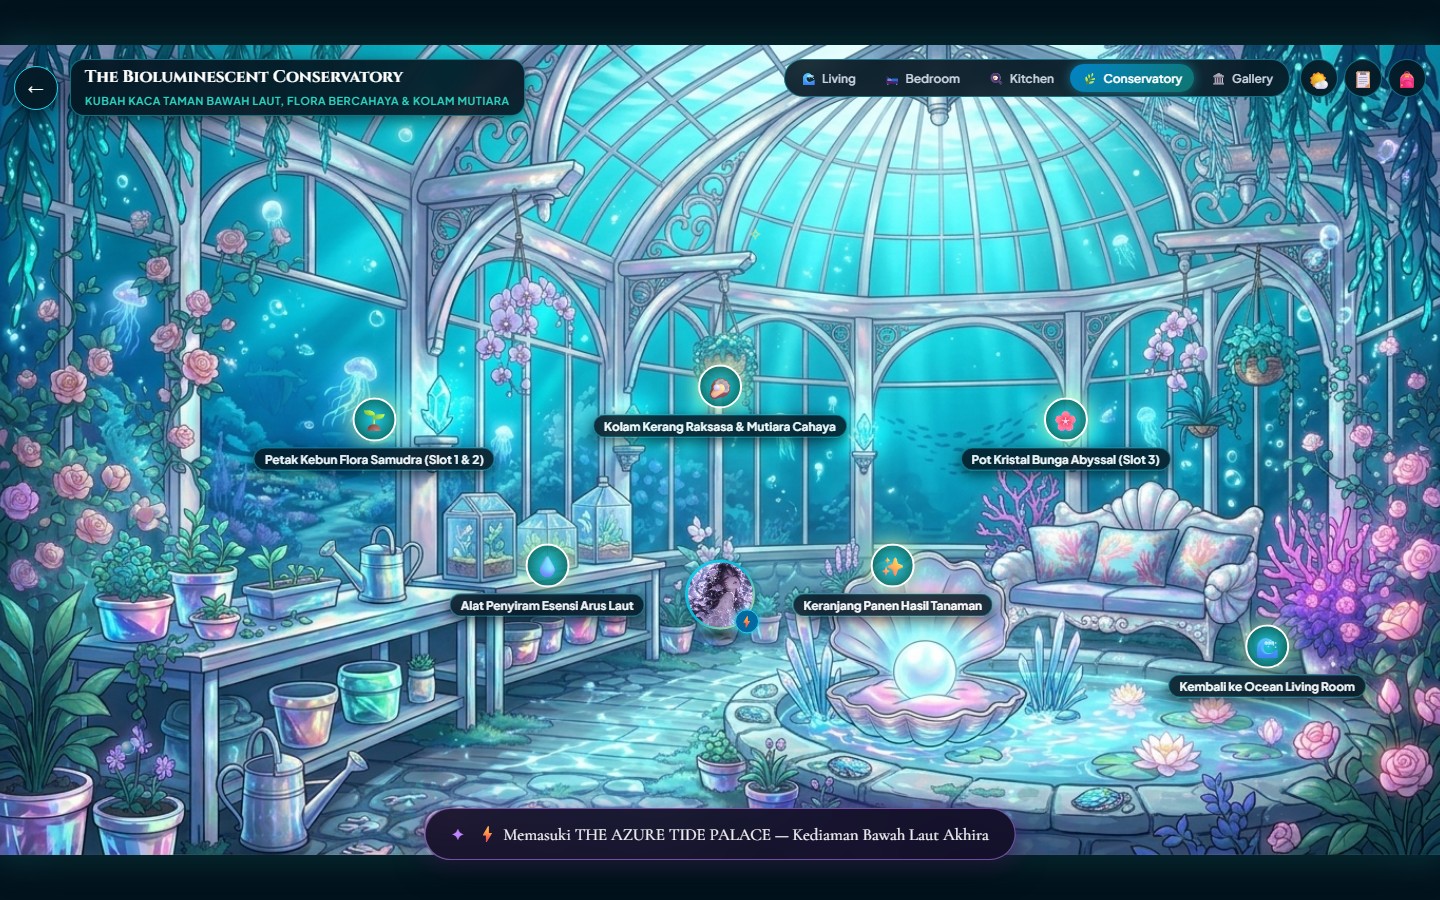 THE BIOLUMINESCENT CONSERVATORY
KUBAH KACA TAMAN BAWAH LAUT, FLORA BERCAHAYA & KOLAM MUTIARA
Living
Bedroom
Kitchen
Conservatory
Gallery
Kolam Kerang Raksasa & Mutiara Cahaya
Petak Kebun Flora Samudra (Slot 1 & 2)
Pot Kristal Bunga Abyssal (Slot 3)
Alat Penyiram Esensi Arus Laut
Keranjang Panen Hasil Tanaman
Kembali ke Ocean Living Room
Memasuki THE AZURE TIDE PALACE — Kediaman Bawah Laut Akhira